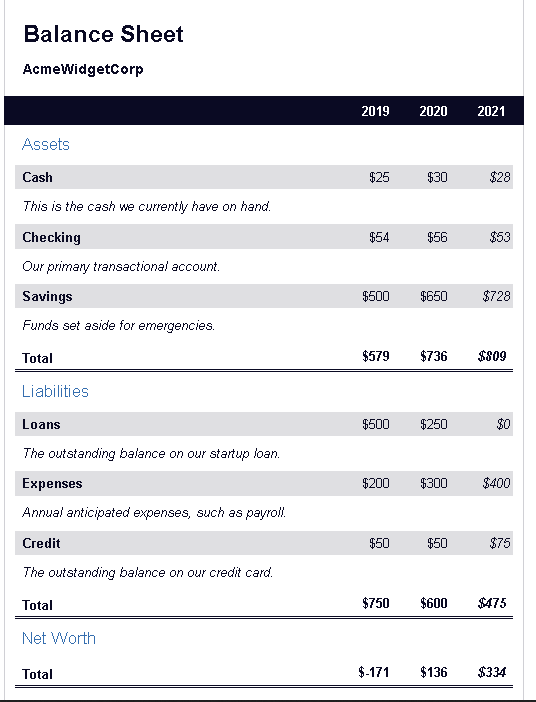 Balance Sheet
AcmeWidgetCorp
2019 2020 2021
Assets
Cash $25 $30 $28
This is the cash we currently have on hand.
Checking $54 $56 $53
Our primary transactional account.
Savings $500 $650 $728
Funds set aside for emergencies.
Total $579 $736 $809
Liabilities
Loans $500 $250 $0
The outstanding balance on our startup loan.
Expenses $200 $300 $400
Annual anticipated expenses, such as payroll.
Credit $50 $50 $75
The outstanding balance on our credit card.
Total $750 $600 $475
Net Worth
Total $-171 $136 $334